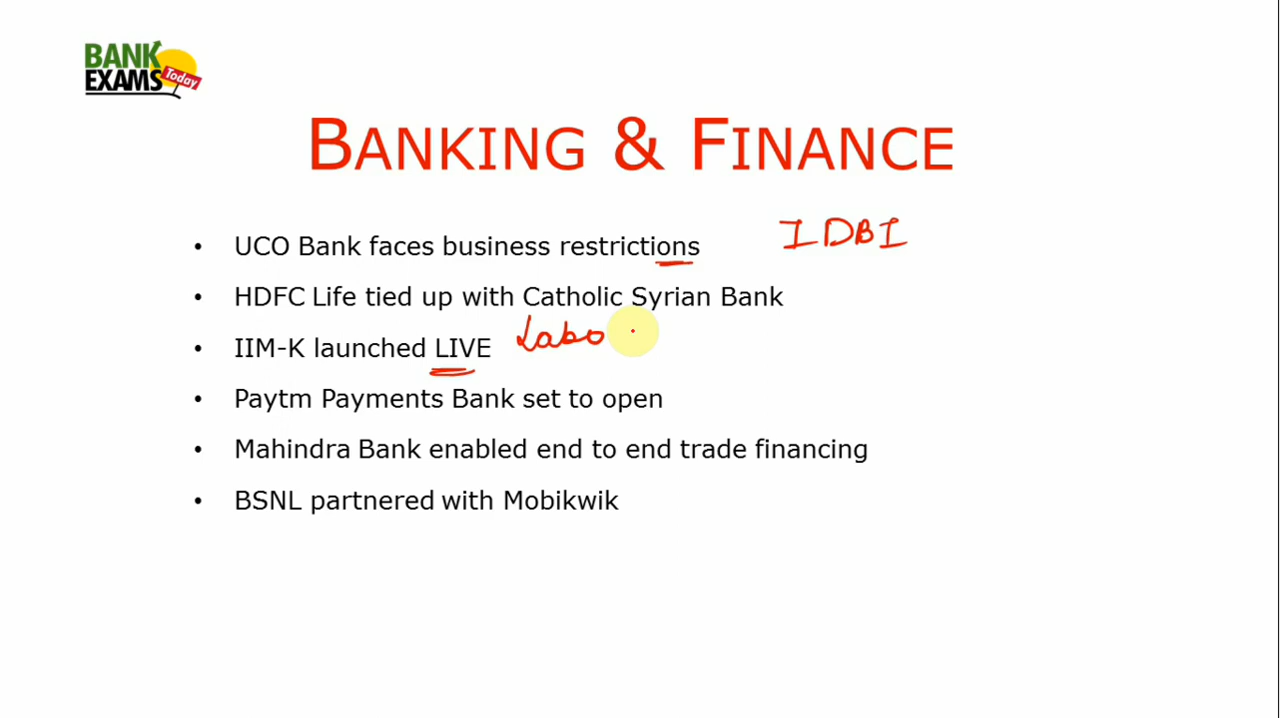 BANK
EXAMS Today
BANKING & FINANCE
• UCO Bank faces business restrictions IDBI
• HDFC Life tied up with Catholic Syrian Bank
• IIM-K launched LIVE Labo
• Paytm Payments Bank set to open
• Mahindra Bank enabled end to end trade financing
• BSNL partnered with Mobikwik